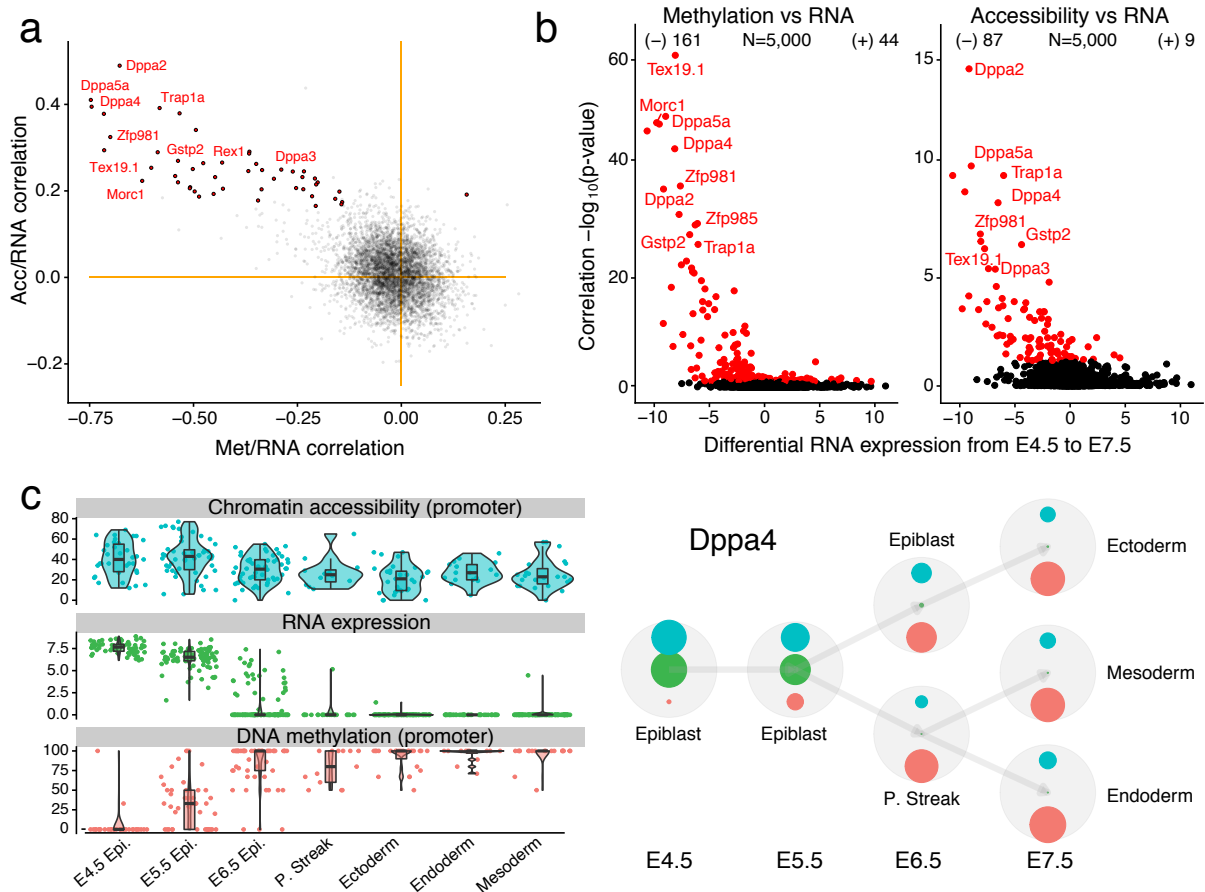 a
Acc/RNA correlation
0.4
0.2
0.0
−0.2
Dppa2
Dppa5a
Dppa4
Trap1a
Zfp981
Gstp2
Rex1
Dppa3
Tex19.1
Morc1
−0.75
−0.50
−0.25
0.00
0.25
Met/RNA correlation
b
Methylation vs RNA
(−) 161 N=5,000 (+) 44
Correlation −log10(p-value)
60
40
20
0
Tex19.1
Morc1
Dppa5a
Dppa4
Zfp981
Dppa2
Zfp985
Gstp2
Trap1a
−10
−5
0
5
10
Accessibility vs RNA
(−) 87 N=5,000 (+) 9
15
10
5
0
Dppa2
Dppa5a
Trap1a
Dppa4
Zfp981
Gstp2
Tex19.1
Dppa3
−10
−5
0
5
10
Differential RNA expression from E4.5 to E7.5
c
Chromatin accessibility (promoter)
80
60
40
20
0
RNA expression
7.5
5.0
2.5
0.0
DNA methylation (promoter)
100
75
50
25
0
E4.5 Epi.
E5.5 Epi.
E6.5 Epi.
P. Streak
Ectoderm
Endoderm
Mesoderm
Dppa4
Epiblast
Epiblast
Epiblast
P. Streak
Ectoderm
Mesoderm
Endoderm
E4.5
E5.5
E6.5
E7.5